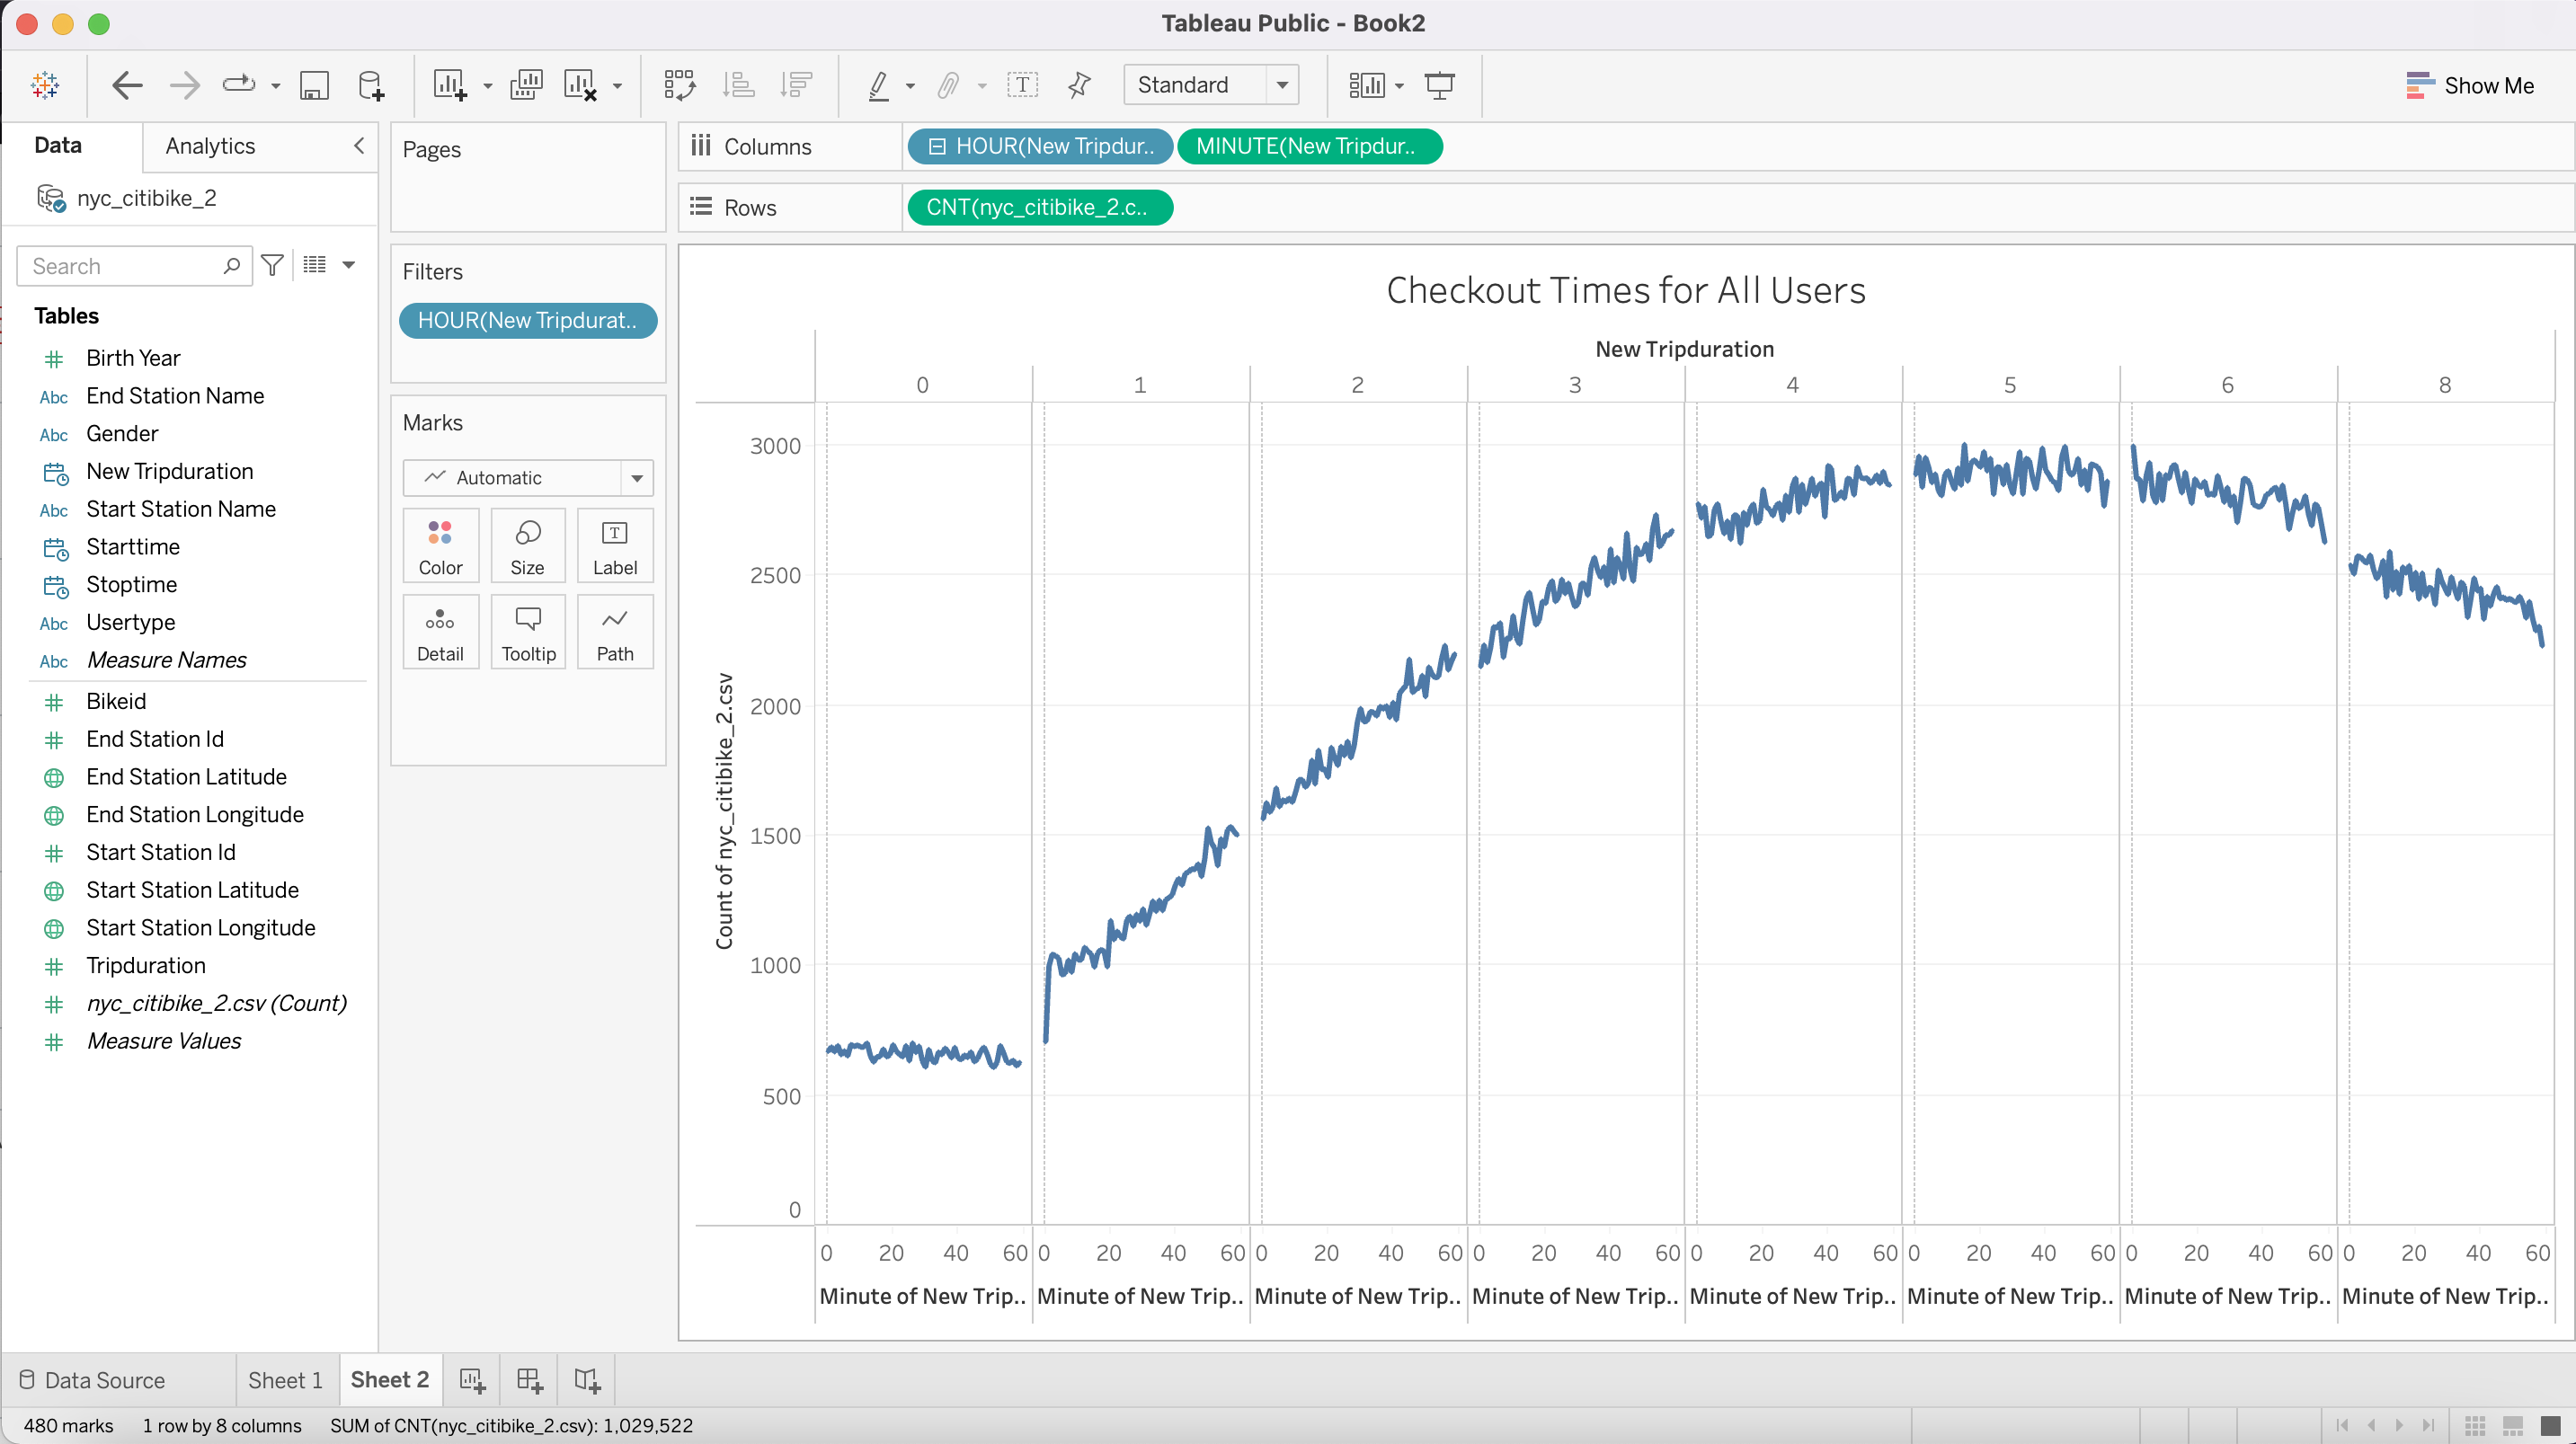 Tableau Public - Book2
Standard
Show Me
Data
Analytics
nyc_citibike_2
Search
Tables
Birth Year
Abc End Station Name
Abc Gender
New Tripduration
Abc Start Station Name
Starttime
Stoptime
Abc Usertype
Abc Measure Names
Bikeid
End Station Id
End Station Latitude
End Station Longitude
Start Station Id
Start Station Latitude
Start Station Longitude
Tripduration
nyc_citibike_2.csv (Count)
Measure Values
Pages
Filters
HOUR(New Tripdurat..
Marks
Automatic
Color Size Label
Detail Tooltip Path
Columns HOUR(New Tripdur.. MINUTE(New Tripdur..
Rows CNT(nyc_citibike_2.c..
Checkout Times for All Users
New Tripduration
0 1 2 3 4 5 6 8
Count of nyc_citibike_2.csv
3000
2500
2000
1500
1000
500
0
0 20 40 60 0 20 40 60 0 20 40 60 0 20 40 60 0 20 40 60 0 20 40 60 0 20 40 60 0 20 40 60
Minute of New Trip.. Minute of New Trip.. Minute of New Trip.. Minute of New Trip.. Minute of New Trip.. Minute of New Trip.. Minute of New Trip.. Minute of New Trip..
Data Source Sheet 1 Sheet 2
480 marks 1 row by 8 columns SUM of CNT(nyc_citibike_2.csv): 1,029,522